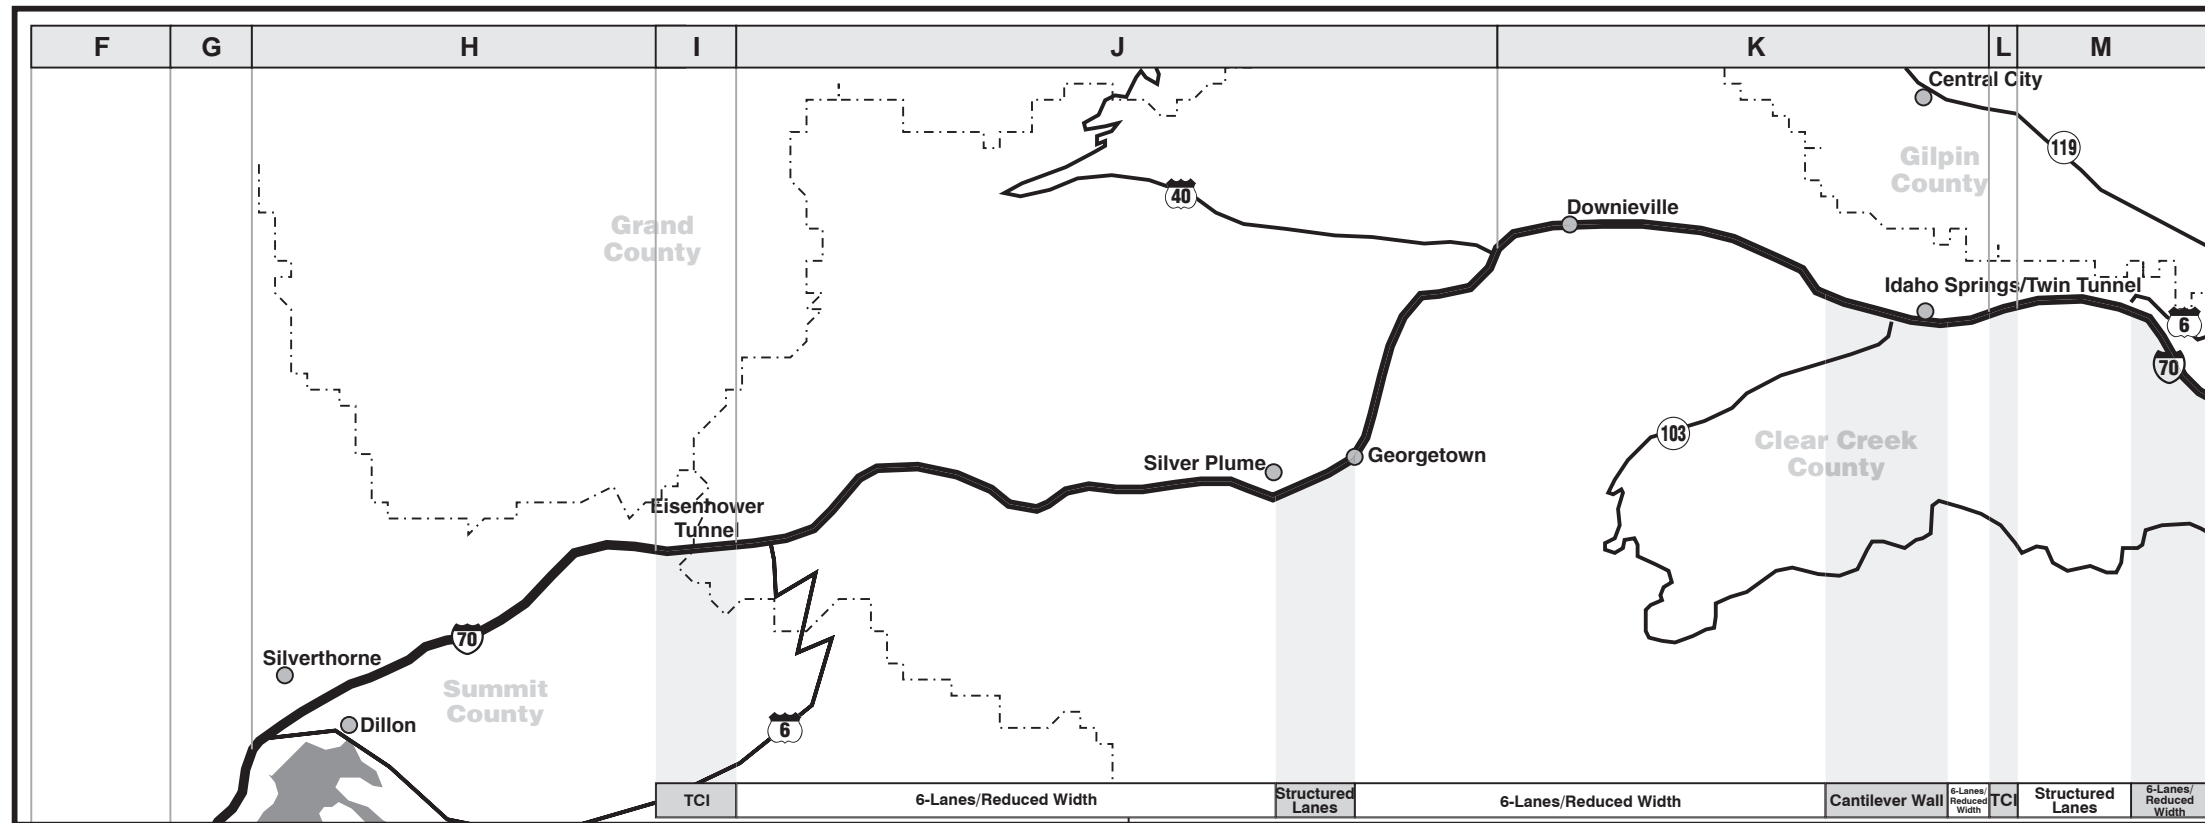 F G H I J K L M
Central City
119
Gilpin
County
40
Downieville
Grand
County
Idaho Springs/Twin Tunnel
6
70
103
Clear Creek
County
Silver Plume
Georgetown
Eisenhower
Tunnel
70
Silverthorne
Summit
County
Dillon
6
TCI
6-Lanes/Reduced Width
Structured
Lanes
6-Lanes/Reduced Width
Cantilever Wall
6-Lanes/
Reduced
Width
TCI
Structured
Lanes
6-Lanes/
Reduced
Width